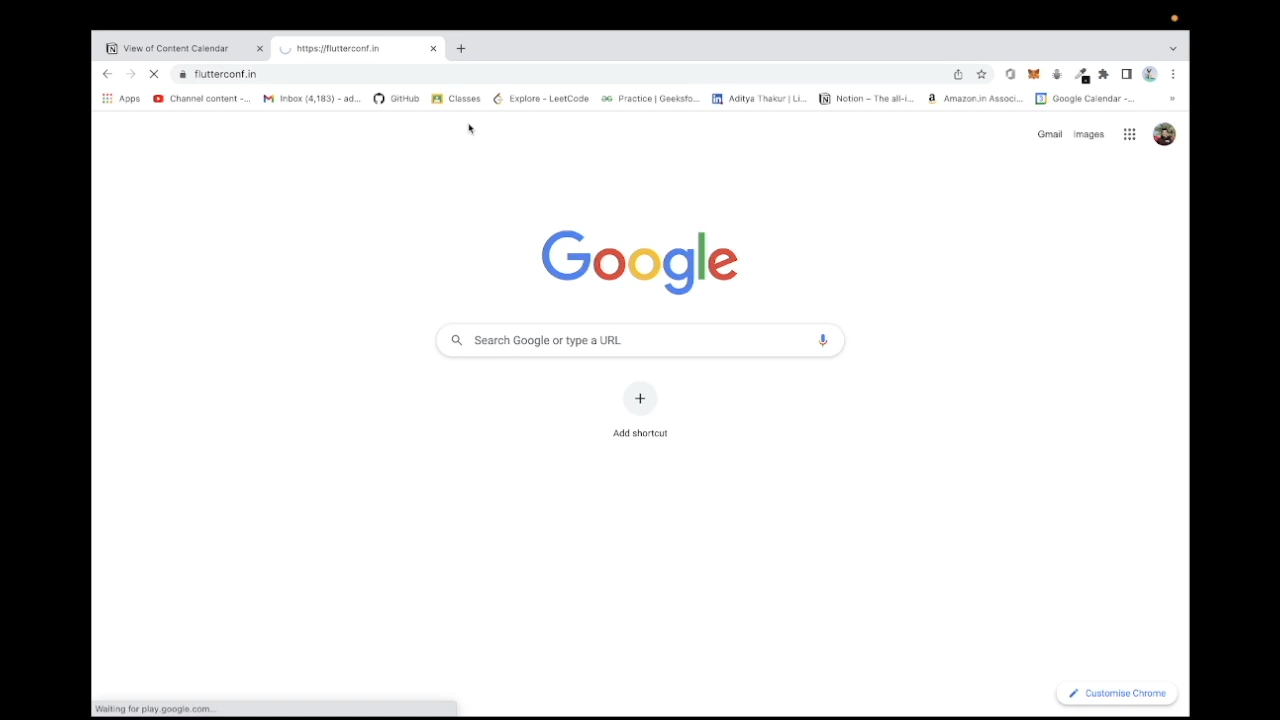 View of Content Calendar
https://flutterconf.in
flutterconf.in
Apps
Channel content -...
Inbox (4,183) - ad...
GitHub
Classes
Explore - LeetCode
Practice | Geeksfo...
Aditya Thakur | Li...
Notion – The all-i...
Amazon.in Associ...
Google Calendar -...
Gmail
Images
Google
Search Google or type a URL
Add shortcut
Customise Chrome
Waiting for play.google.com...